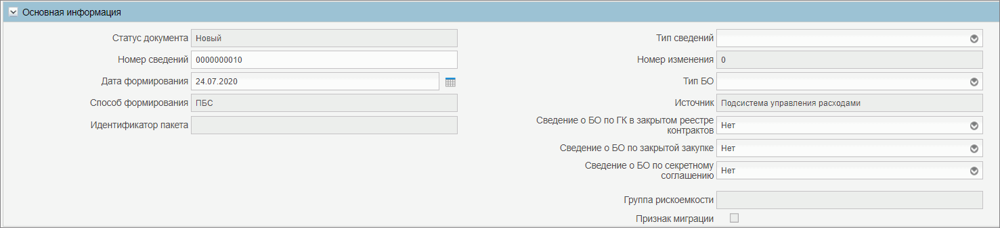 Основная информация
Статус документа Новый
Номер сведений 0000000010
Дата формирования 24.07.2020
Способ формирования ПБС
Идентификатор пакета
Тип сведений
Номер изменения 0
Тип БО
Источник Подсистема управления расходами
Сведение о БО по ГК в закрытом реестре
контрактов Нет
Сведение о БО по закрытой закупке Нет
Сведение о БО по секретному
соглашению Нет
Группа рискоемкости
Признак миграции